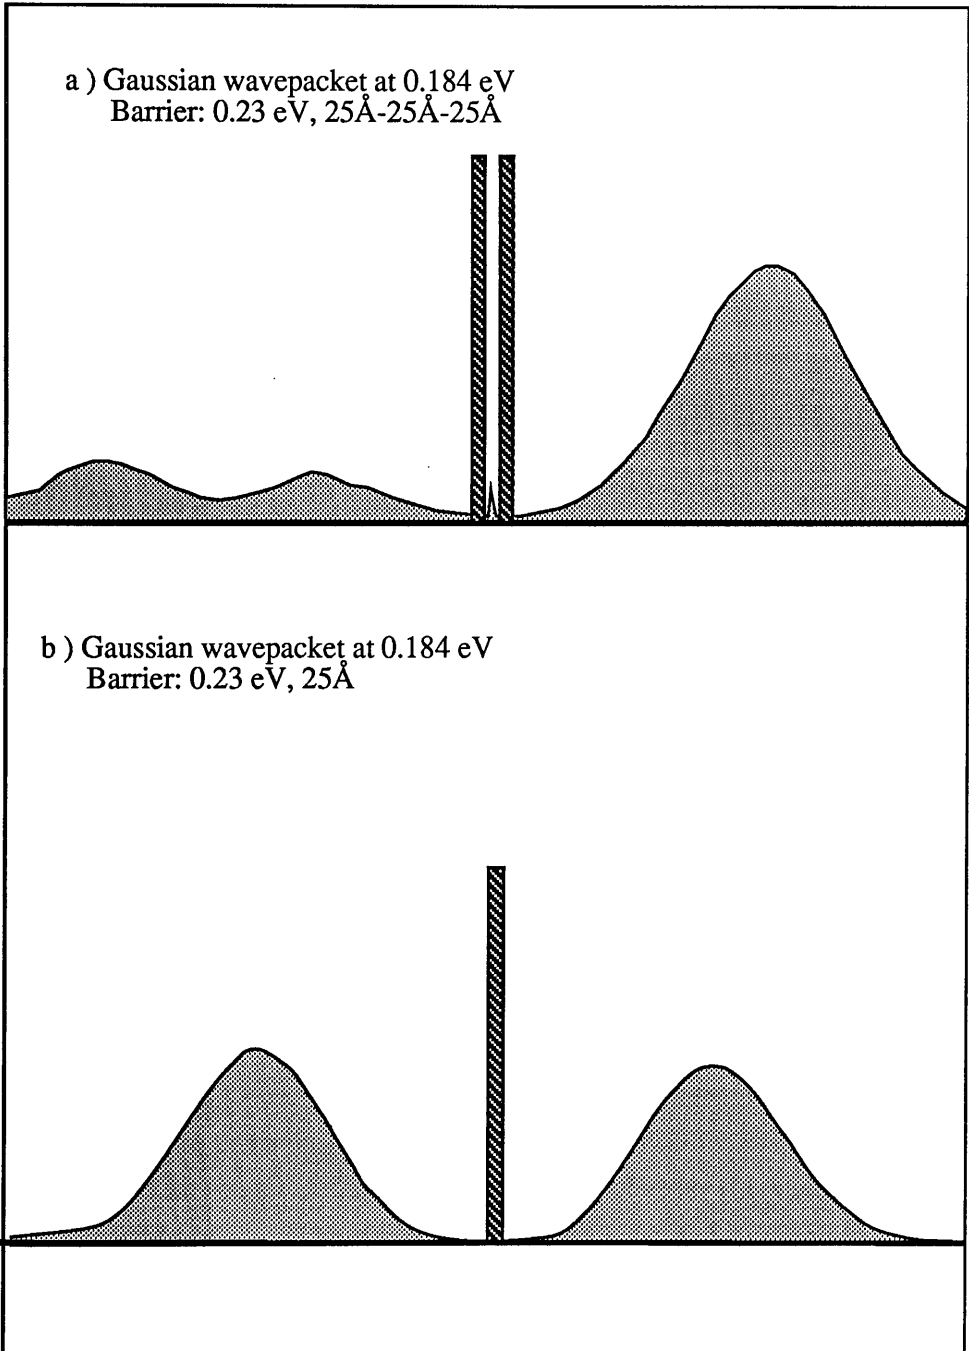 a ) Gaussian wavepacket at 0.184 eV
Barrier: 0.23 eV, 25Å-25Å-25Å
b ) Gaussian wavepacket at 0.184 eV
Barrier: 0.23 eV, 25Å